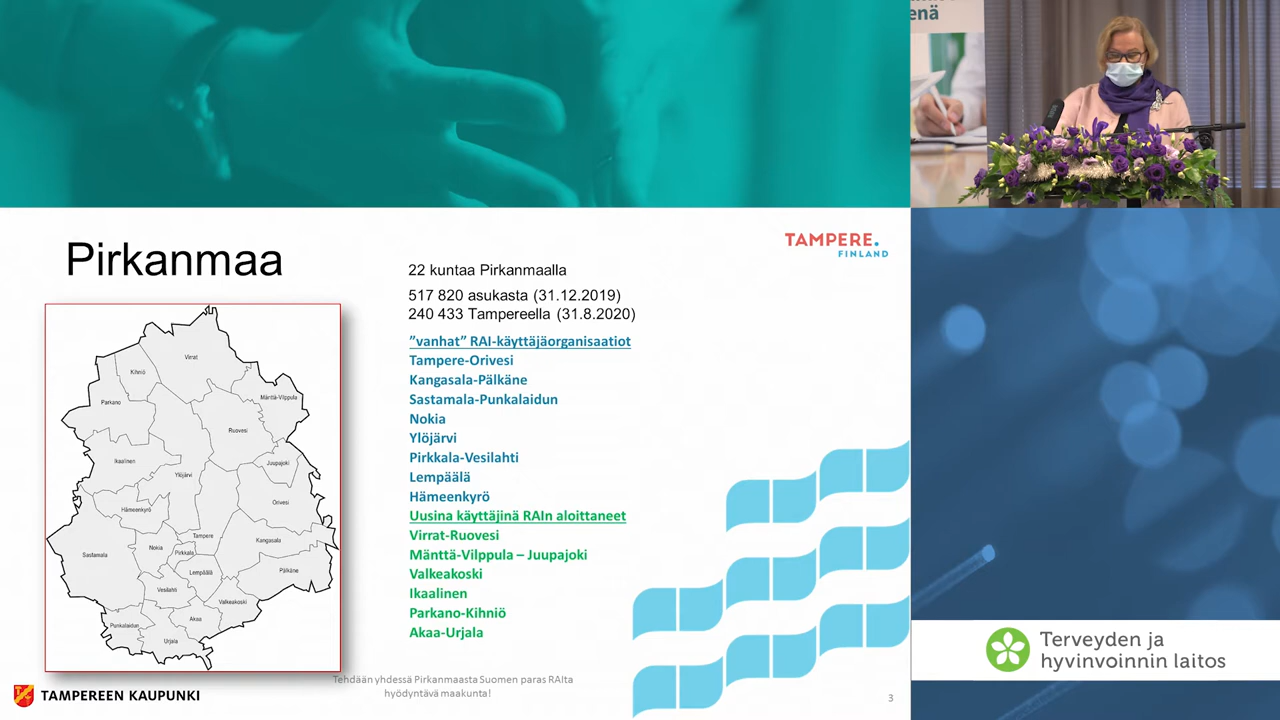 enä
Pirkanmaa
TAMPERE.
FINLAND
22 kuntaa Pirkanmaalla
517 820 asukasta (31.12.2019)
240 433 Tampereella (31.8.2020)
”vanhat” RAI-käyttäjäorganisaatiot
Tampere-Orivesi
Kangasala-Pälkäne
Sastamala-Punkalaidun
Nokia
Ylöjärvi
Pirkkala-Vesilahti
Lempäälä
Hämeenkyrö
Uusina käyttäjinä RAIn aloittaneet
Virrat-Ruovesi
Mänttä-Vilppula – Juupajoki
Valkeakoski
Ikaalinen
Parkano-Kihniö
Akaa-Urjala
Virrat
Kihniö
Parkano
Mänttä-Vilppula
Ruovesi
Ikaalinen
Ylöjärvi
Juupajoki
Hämeenkyrö
Orivesi
Tampere
Kangasala
Sastamala
Nokia
Pirkkala
Lempäälä
Pälkäne
Vesilahti
Valkeakoski
Punkalaidun
Akaa
Urjala
TAMPEREEN KAUPUNKI
Tehdään yhdessä Pirkanmaasta Suomen paras RAIta
hyödyntävä maakunta!
3
Terveyden ja
hyvinvoinnin laitos